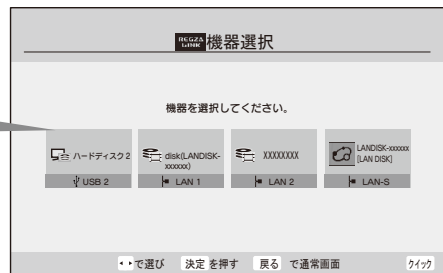 REGZA LINK 機器選択
機器を選択してください。
ハードディスク2
USB 2
disk(LANDISK-
xxxxxx)
LAN 1
XXXXXXXX
LAN 2
LANDISK-xxxxxx
[LAN DISK]
LAN-S
で選び 決定 を押す 戻る で通常画面 クイック